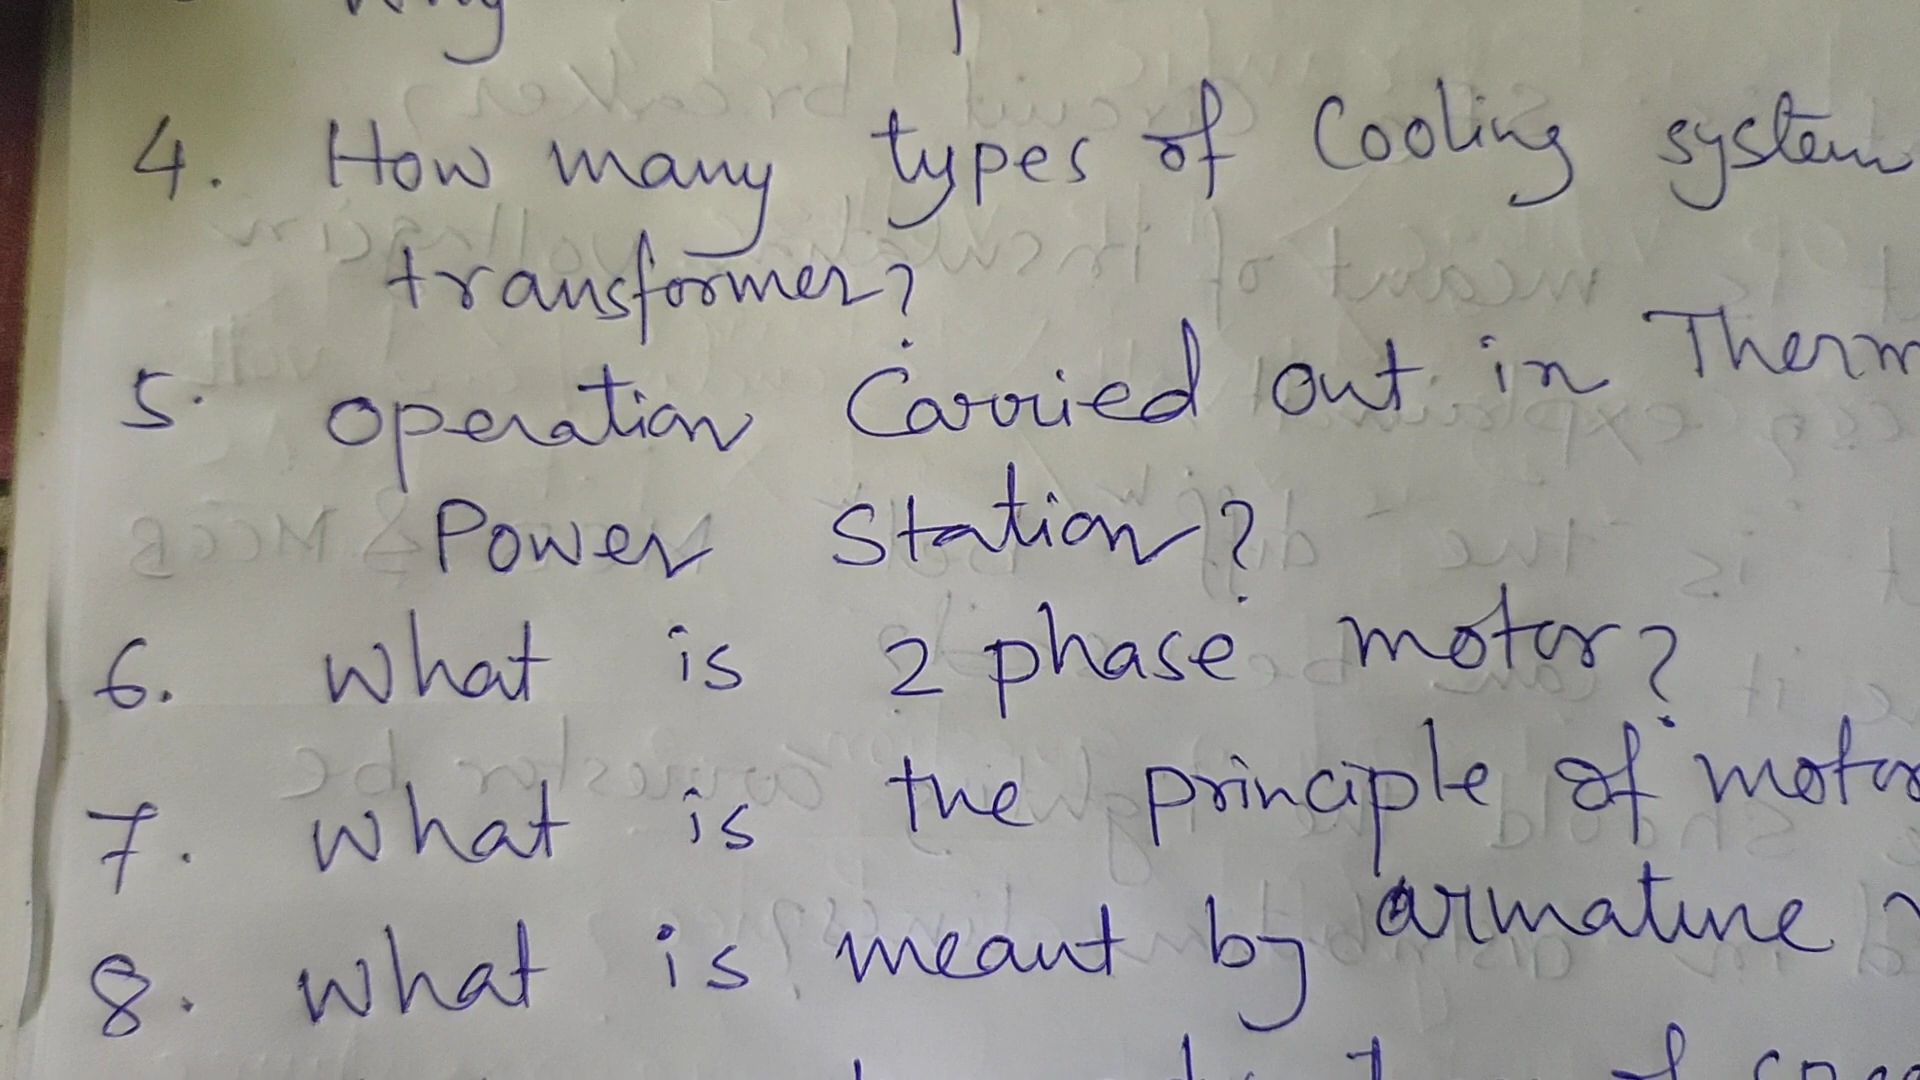 4. How many types of Cooling system
transformer?
5. Operation Carried out in Therm
Power Station?
6. What is 2 phase motor?
7. What is the principle of motor
8. What is meant by armature?